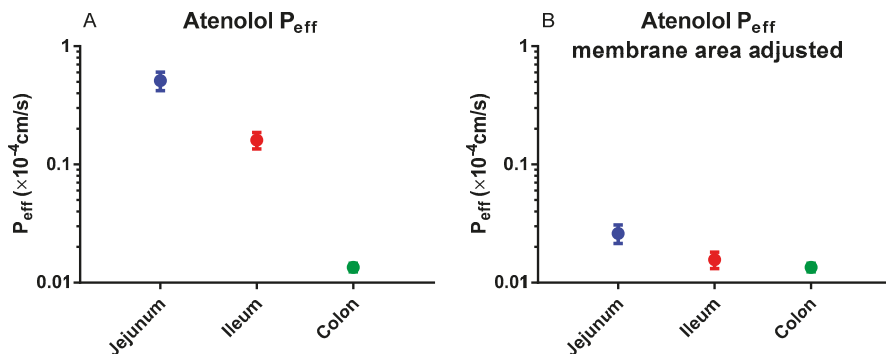 A
Atenolol Peff
1
0.1
0.01
Peff (×10-4cm/s)
Jejunum
Ileum
Colon
B
Atenolol Peff
membrane area adjusted
1
0.1
0.01
Peff (×10-4cm/s)
Jejunum
Ileum
Colon